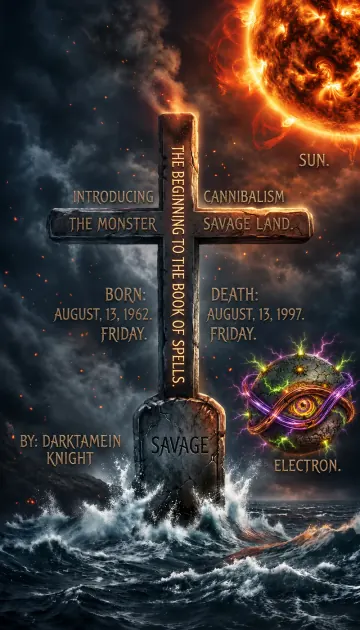 SUN.
THE BEGINNING TO THE BOOK OF SPELLS.
INTRODUCING
CANNIBALISM
THE MONSTER
SAVAGE LAND.
BORN:
AUGUST, 13, 1962.
FRIDAY.
DEATH:
AUGUST, 13, 1997.
FRIDAY.
BY: DARKTAMEIN
KNIGHT
SAVAGE
ELECTRON.